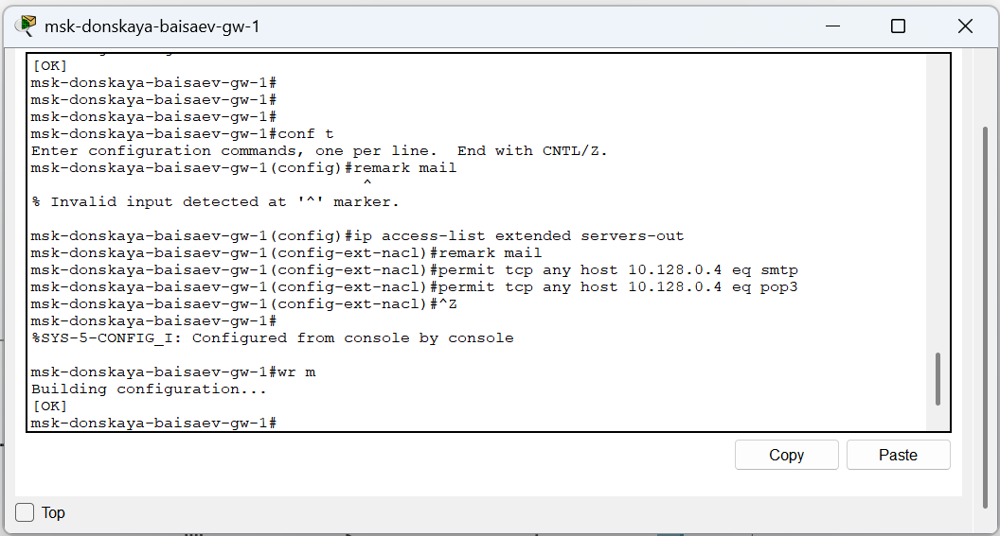 msk-donskaya-baisaev-gw-1
[OK]
msk-donskaya-baisaev-gw-1#
msk-donskaya-baisaev-gw-1#
msk-donskaya-baisaev-gw-1#
msk-donskaya-baisaev-gw-1#conf t
Enter configuration commands, one per line.  End with CNTL/Z.
msk-donskaya-baisaev-gw-1(config)#remark mail
^
% Invalid input detected at '^' marker.
msk-donskaya-baisaev-gw-1(config)#ip access-list extended servers-out
msk-donskaya-baisaev-gw-1(config-ext-nacl)#remark mail
msk-donskaya-baisaev-gw-1(config-ext-nacl)#permit tcp any host 10.128.0.4 eq smtp
msk-donskaya-baisaev-gw-1(config-ext-nacl)#permit tcp any host 10.128.0.4 eq pop3
msk-donskaya-baisaev-gw-1(config-ext-nacl)#^Z
msk-donskaya-baisaev-gw-1#
%SYS-5-CONFIG_I: Configured from console by console
msk-donskaya-baisaev-gw-1#wr m
Building configuration...
[OK]
msk-donskaya-baisaev-gw-1#
Copy Paste
Top